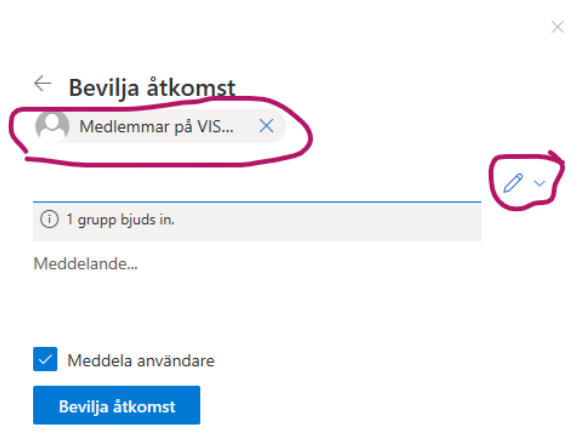 Bevilja åtkomst
Medlemmar på VIS...
1 grupp bjuds in.
Meddelande...
Meddela användare
Bevilja åtkomst